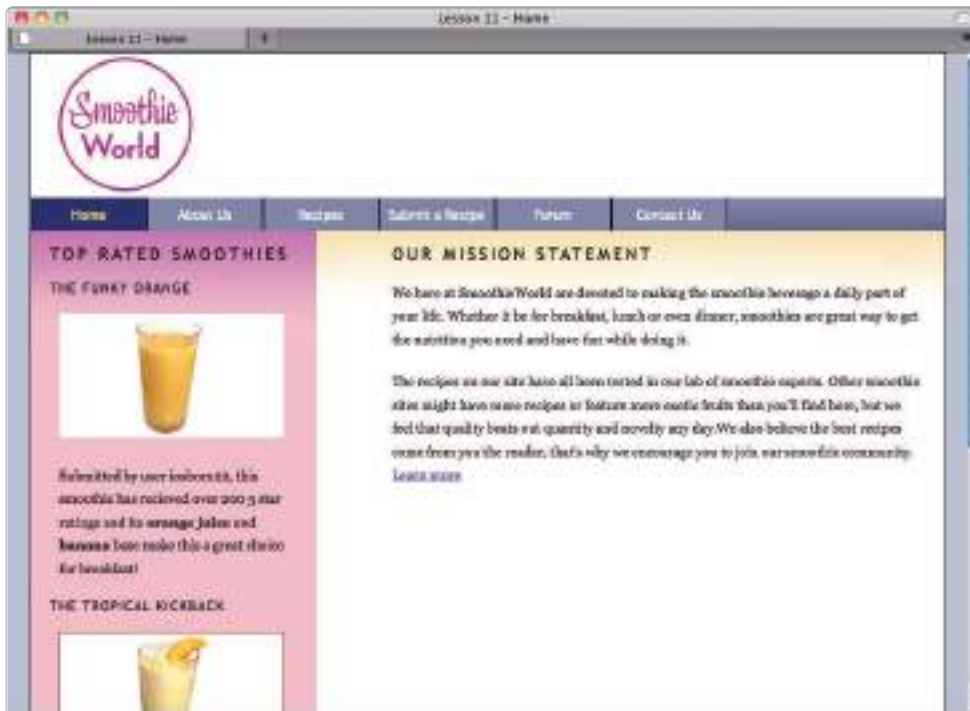 Lesson 11 - Home
Lesson 11 - Home
Smoothie
World
Home About Us Recipes Submit a Recipe Forum Contact Us
TOP RATED SMOOTHIES
THE FUNKY ORANGE
Submitted by user this
smoothie has recieved over 200 5 star
ratings and its orange juice and
banana base make this a great choice
for breakfast!
THE TROPICAL KICKBACK
OUR MISSION STATEMENT
We here at SmoothieWorld are devoted to making the smoothie beverage a daily part of
your life. Whether it be for breakfast, lunch or even dinner, smoothies are great way to get
the nutrition you need and have fun while doing it.
The recipes on our site have all been tested in our lab of smoothie experts. Other smoothie
sites might have more recipes or feature more exotic fruits than you'll find here, but we
feel that quality beats out quantity and novelty any day.We also believe the best recipes
come from you the reader, that's why we encourage you to join our smoothie community.
Learn more